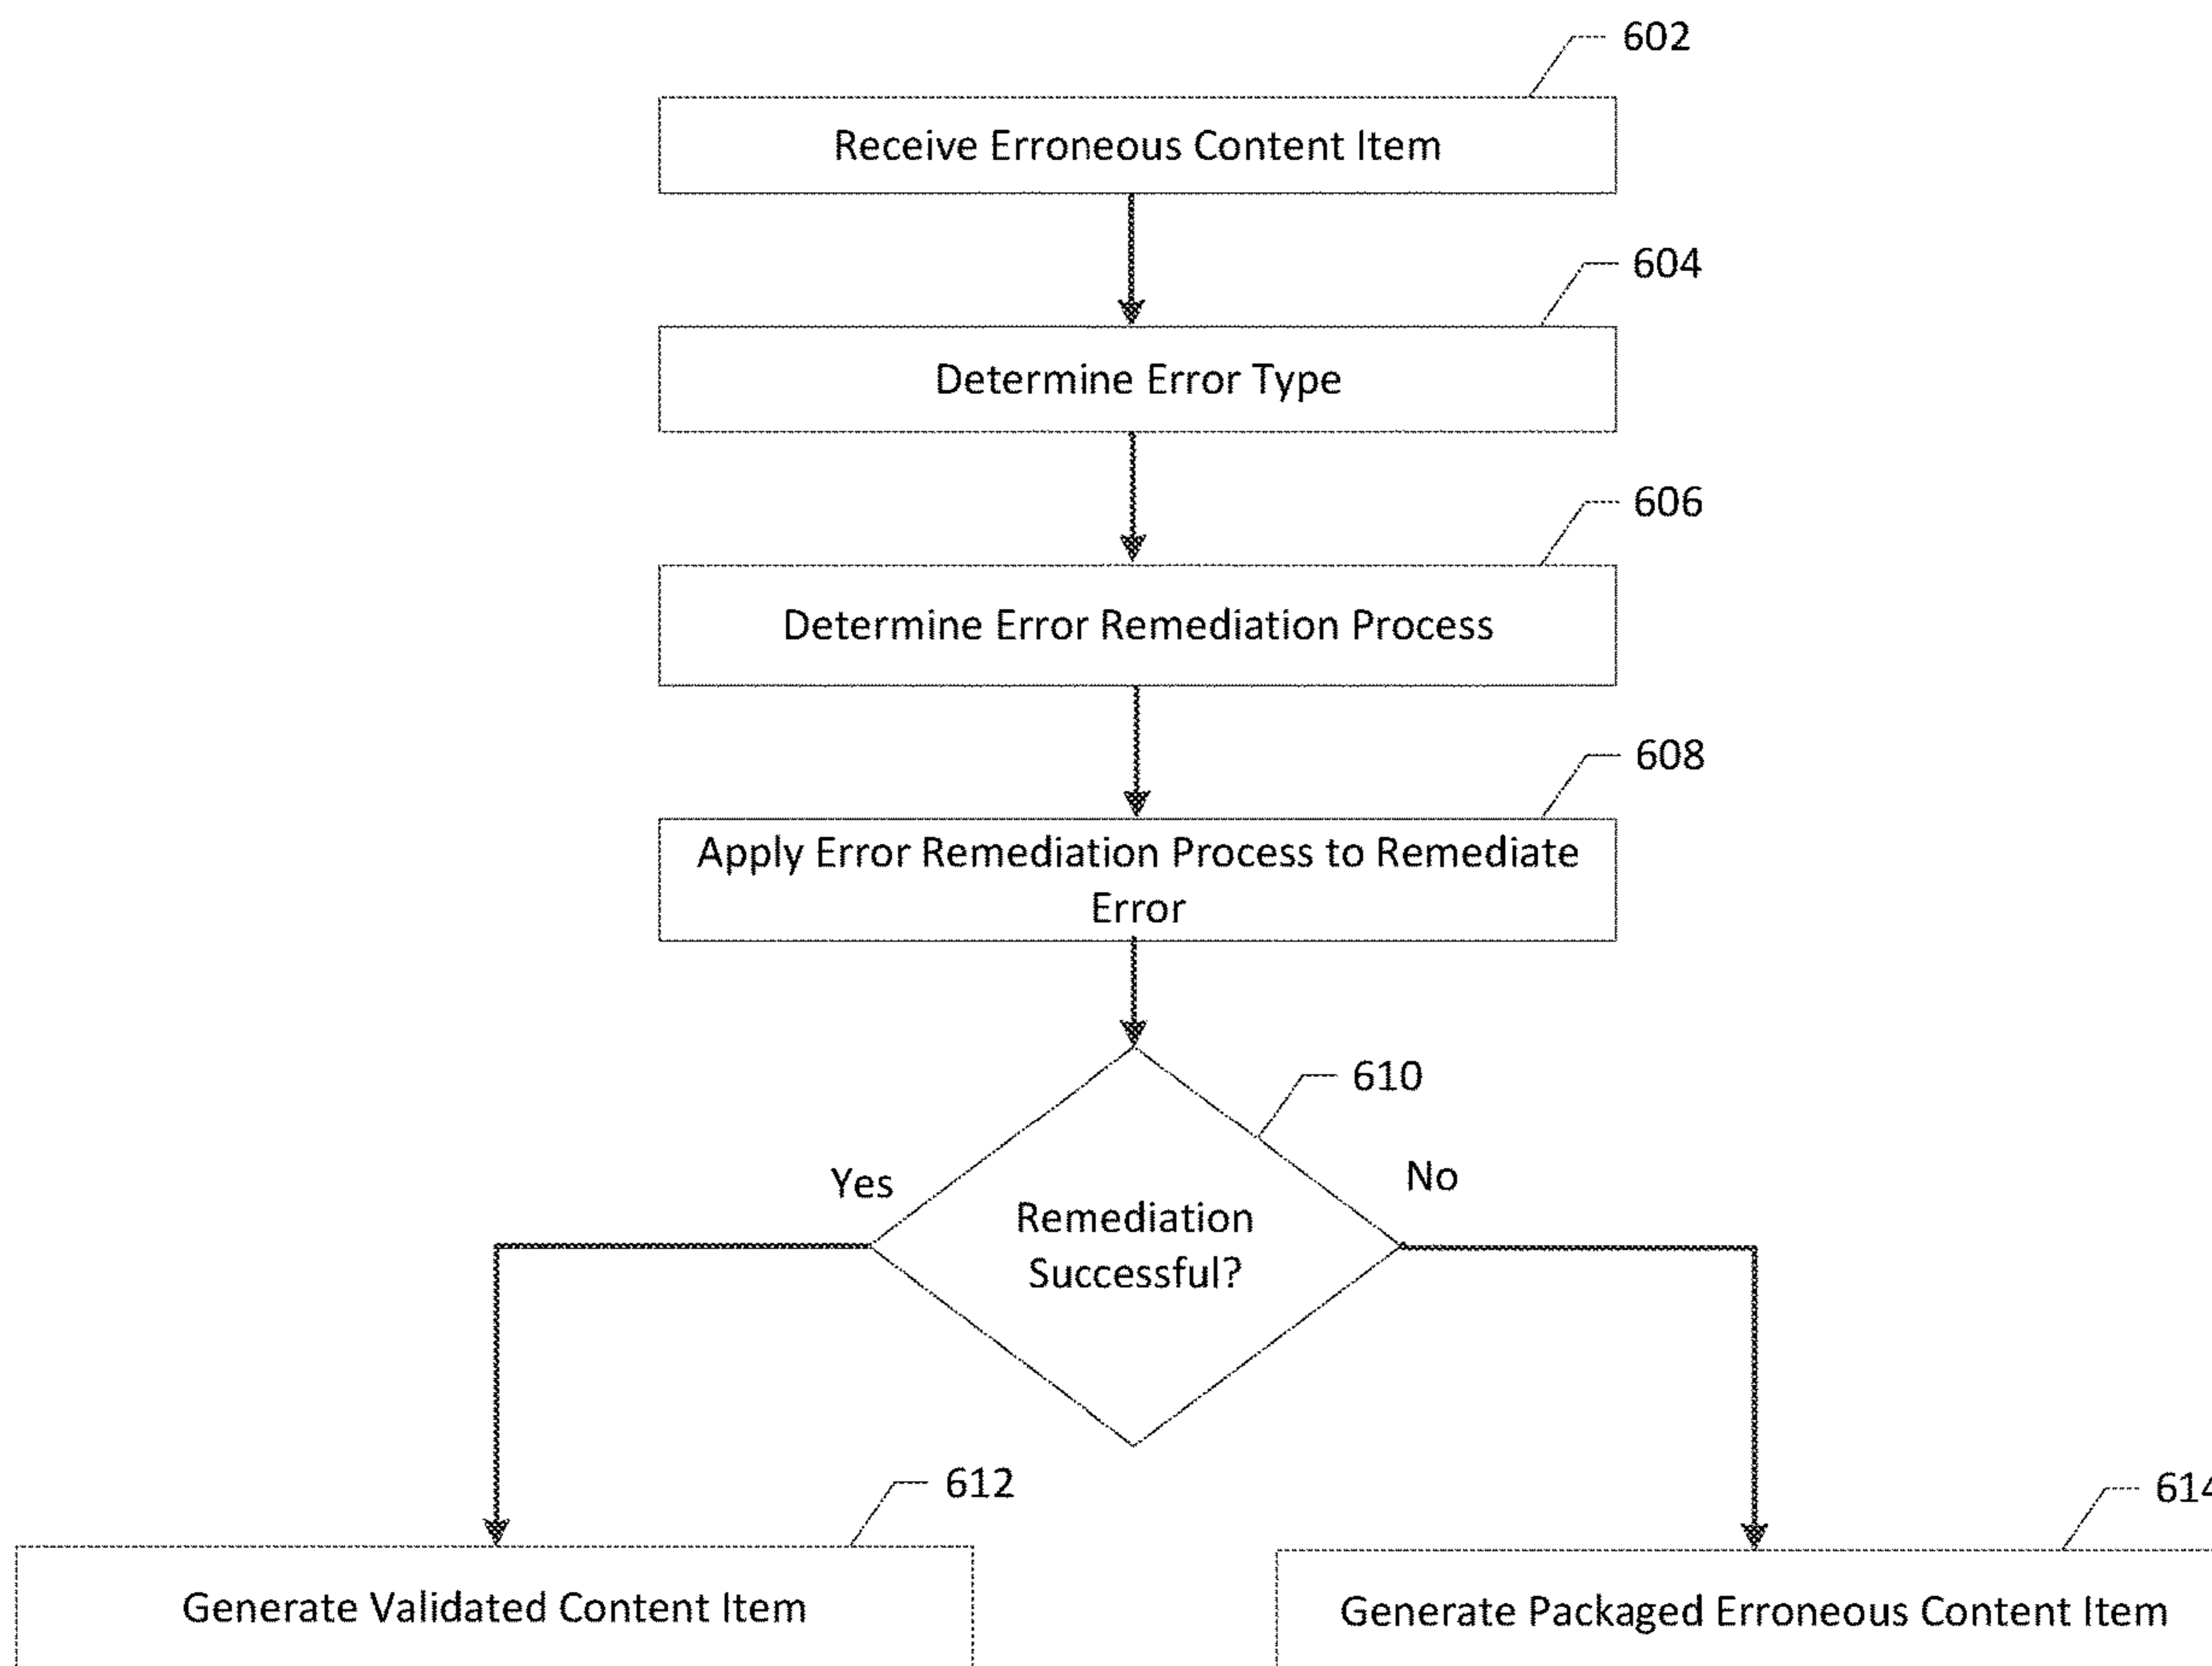 602
Receive Erroneous Content Item
604
Determine Error Type
606
Determine Error Remediation Process
608
Apply Error Remediation Process to Remediate
Error
610
Yes
No
Remediation
Successful?
612
614
Generate Validated Content Item
Generate Packaged Erroneous Content Item